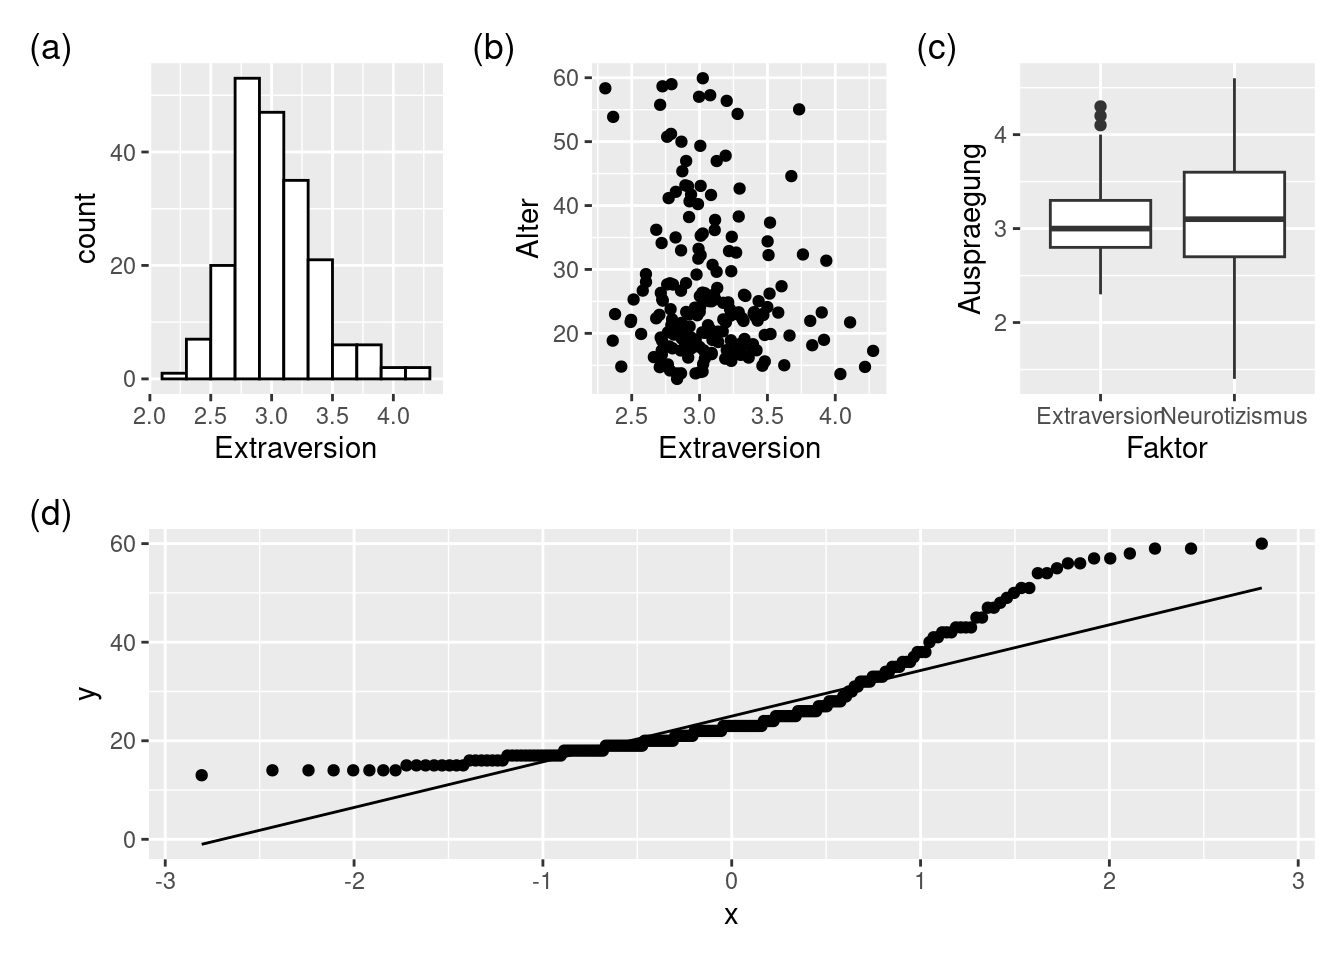 (a)
count
40
20
0
2.0 2.5 3.0 3.5 4.0
Extraversion
(b)
Alter
60
50
40
30
20
2.5 3.0 3.5 4.0
Extraversion
(c)
Auspraegung
4
3
2
Extraversion Neurotizismus
Faktor
(d)
y
60
40
20
0
-3 -2 -1 0 1 2 3
x